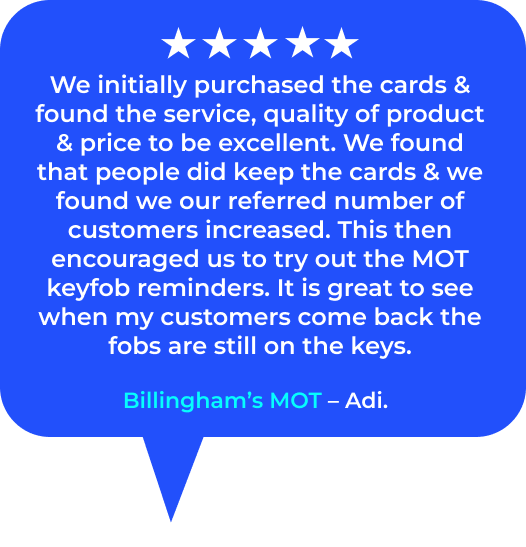 We initially purchased the cards &
found the service, quality of product
& price to be excellent. We found
that people did keep the cards & we
found we our referred number of
customers increased. This then
encouraged us to try out the MOT
keyfob reminders. It is great to see
when my customers come back the
fobs are still on the keys.
Billingham’s MOT – Adi.